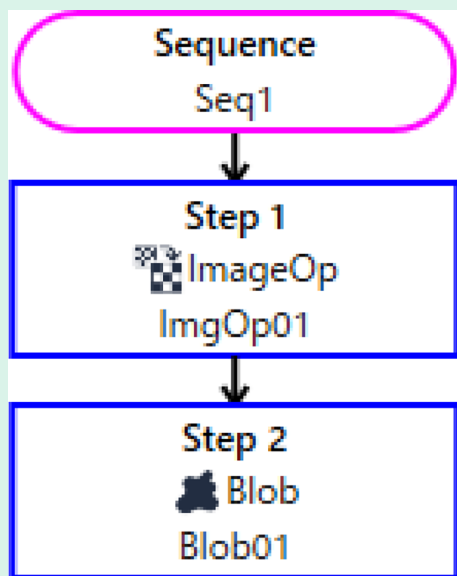 Sequence
Seq1
Step 1
ImageOp
ImgOp01
Step 2
Blob
Blob01